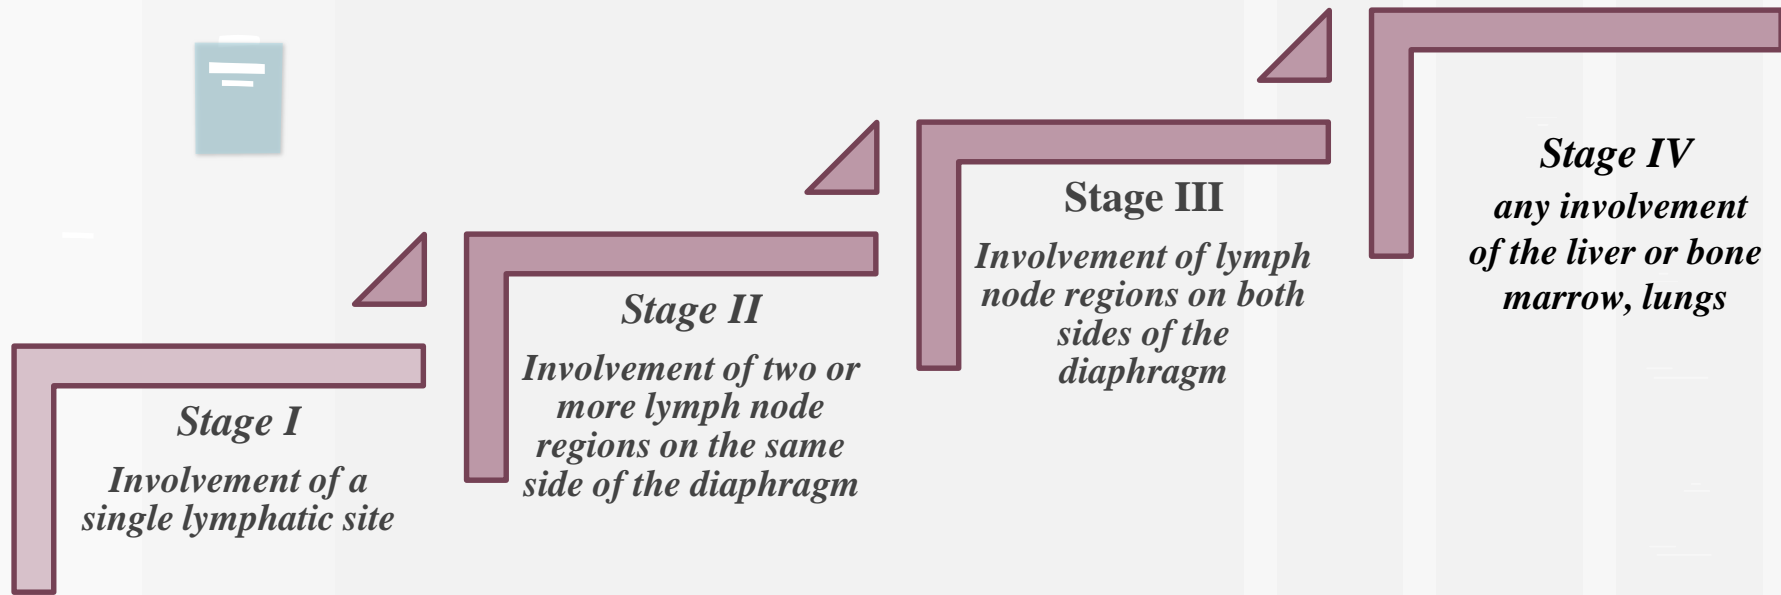 Stage I
Involvement of a
single lymphatic site
Stage II
Involvement of two or
more lymph node
regions on the same
side of the diaphragm
Stage III
Involvement of lymph
node regions on both
sides of the
diaphragm
Stage IV
any involvement
of the liver or bone
marrow, lungs